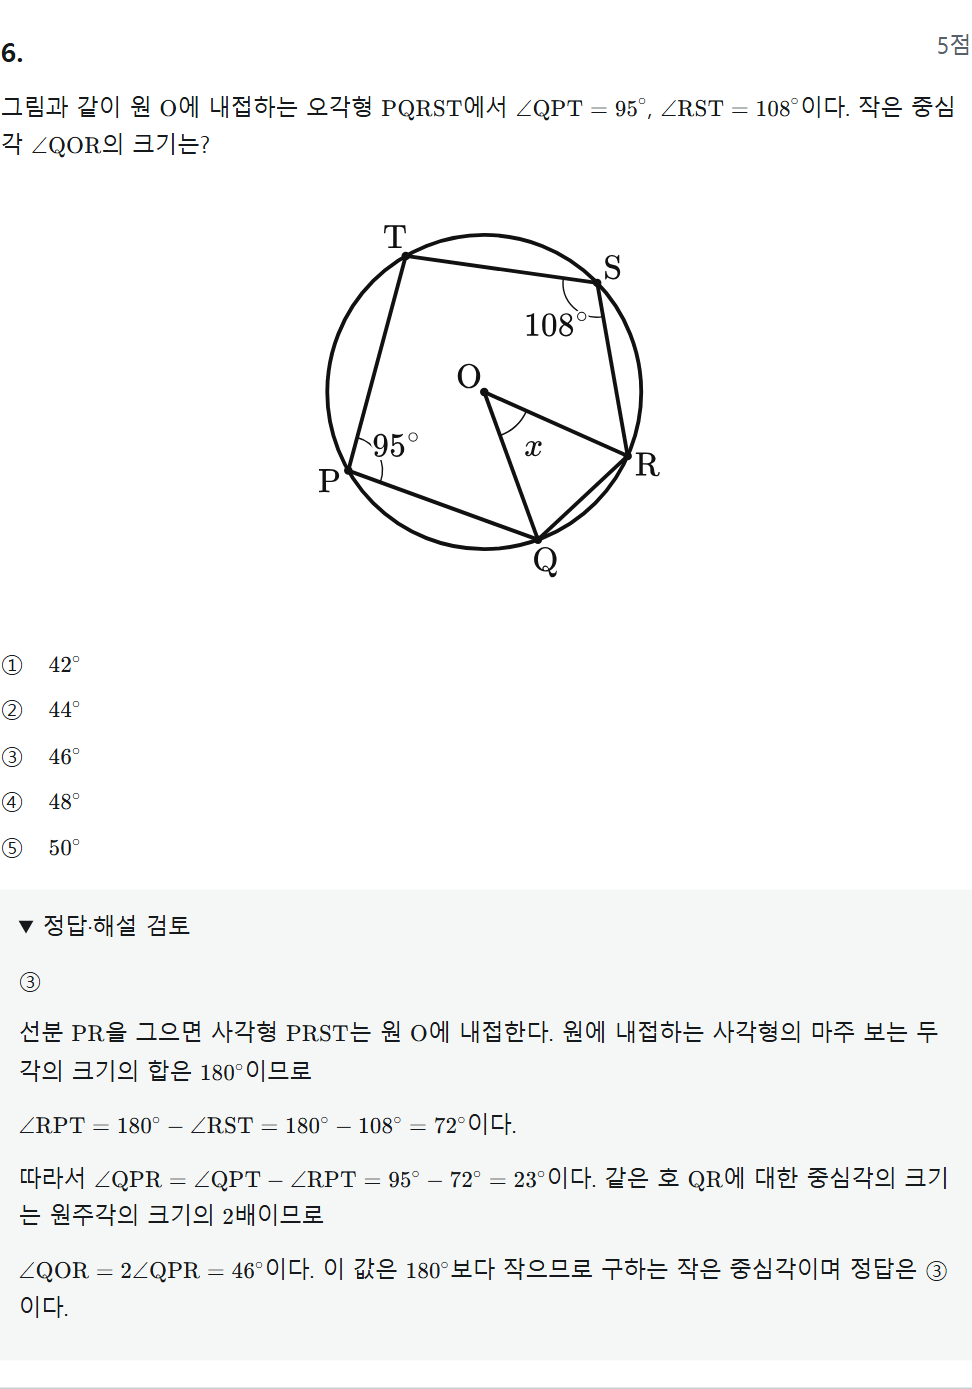 6.
5점
그림과 같이 원 O에 내접하는 오각형 PQRST에서 ∠QPT = 95°, ∠RST = 108°이다. 작은 중심
각 ∠QOR의 크기는?
T
S
108°
O
95°
x
P
R
Q
① 42°
② 44°
③ 46°
④ 48°
⑤ 50°
▼ 정답·해설 검토
③
선분 PR을 그으면 사각형 PRST는 원 O에 내접한다. 원에 내접하는 사각형의 마주 보는 두
각의 크기의 합은 180°이므로
∠RPT = 180° − ∠RST = 180° − 108° = 72°이다.
따라서 ∠QPR = ∠QPT − ∠RPT = 95° − 72° = 23°이다. 같은 호 QR에 대한 중심각의 크기
는 원주각의 크기의 2배이므로
∠QOR = 2∠QPR = 46°이다. 이 값은 180°보다 작으므로 구하는 작은 중심각이며 정답은 ③
이다.